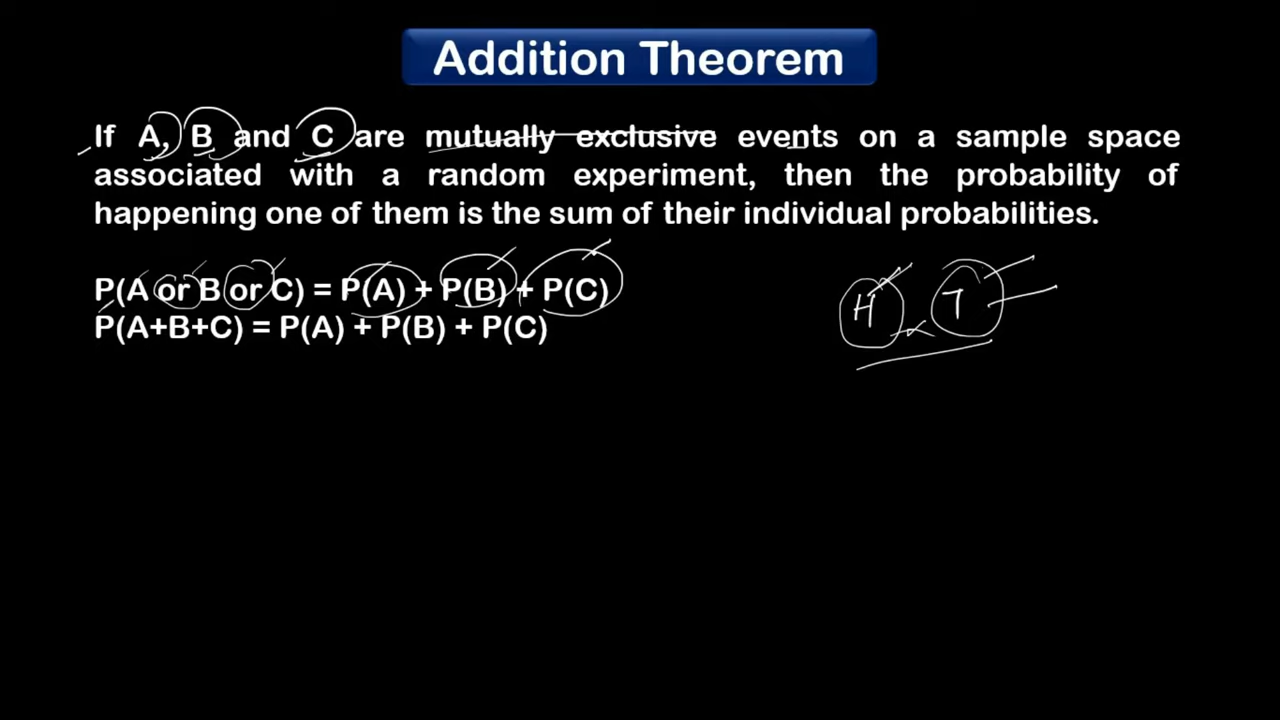 Addition Theorem
If A, B and C are mutually exclusive events on a sample space
associated with a random experiment, then the probability of
happening one of them is the sum of their individual probabilities.
P(A or B or C) = P(A) + P(B) + P(C)
P(A+B+C) = P(A) + P(B) + P(C)
H T